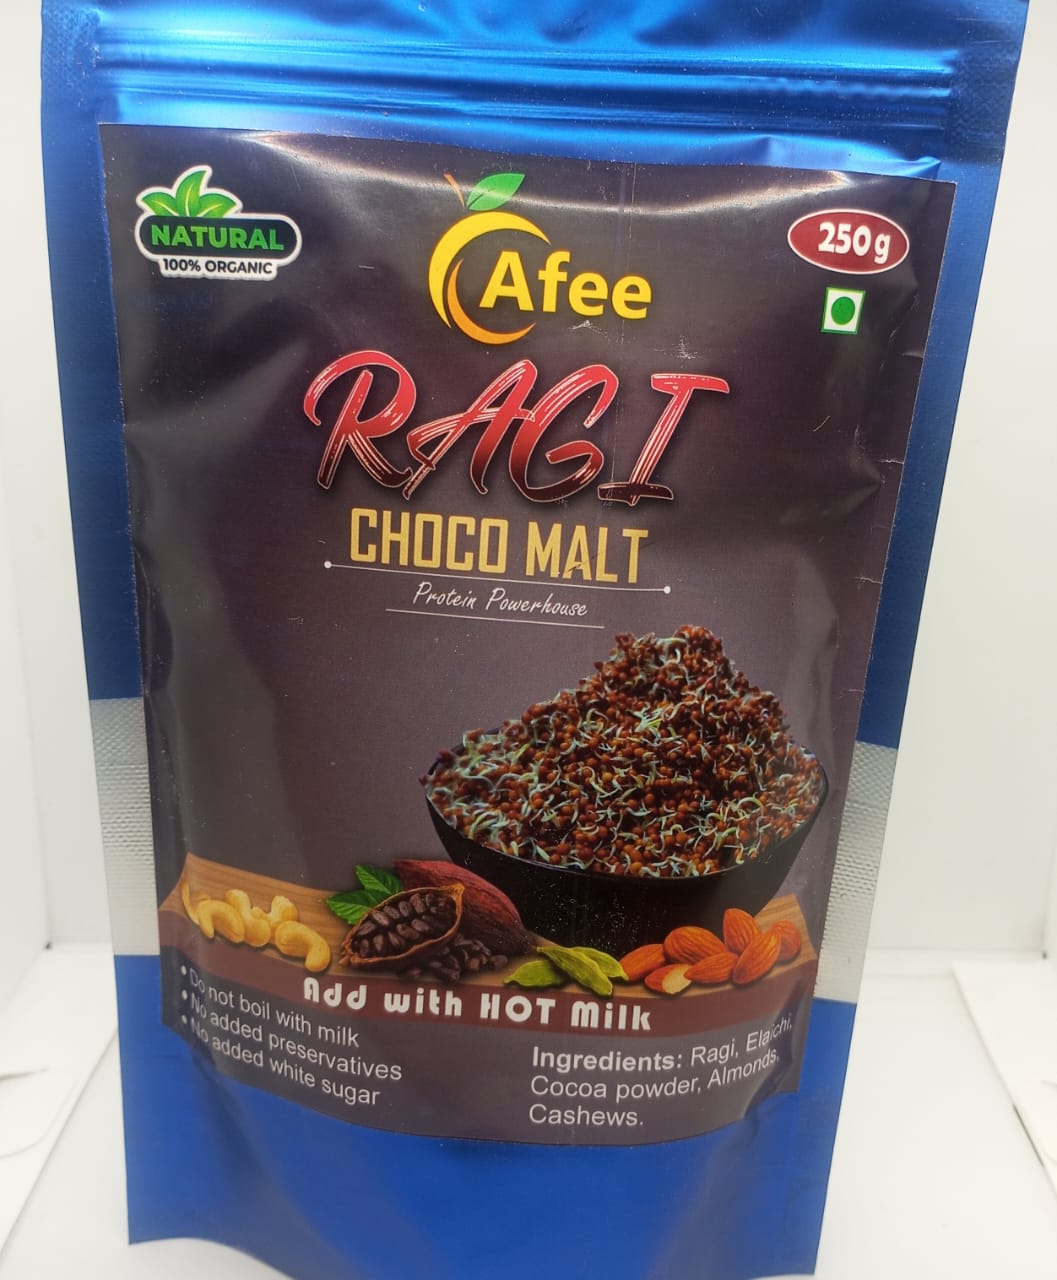 NATURAL
100% ORGANIC
Afee
250 g
RAGI
CHOCO MALT
Protein Powerhouse
Add with HOT Milk
• Do not boil with milk
• No added preservatives
• No added white sugar
Ingredients: Ragi, Elaichi,
Cocoa powder, Almonds,
Cashews.